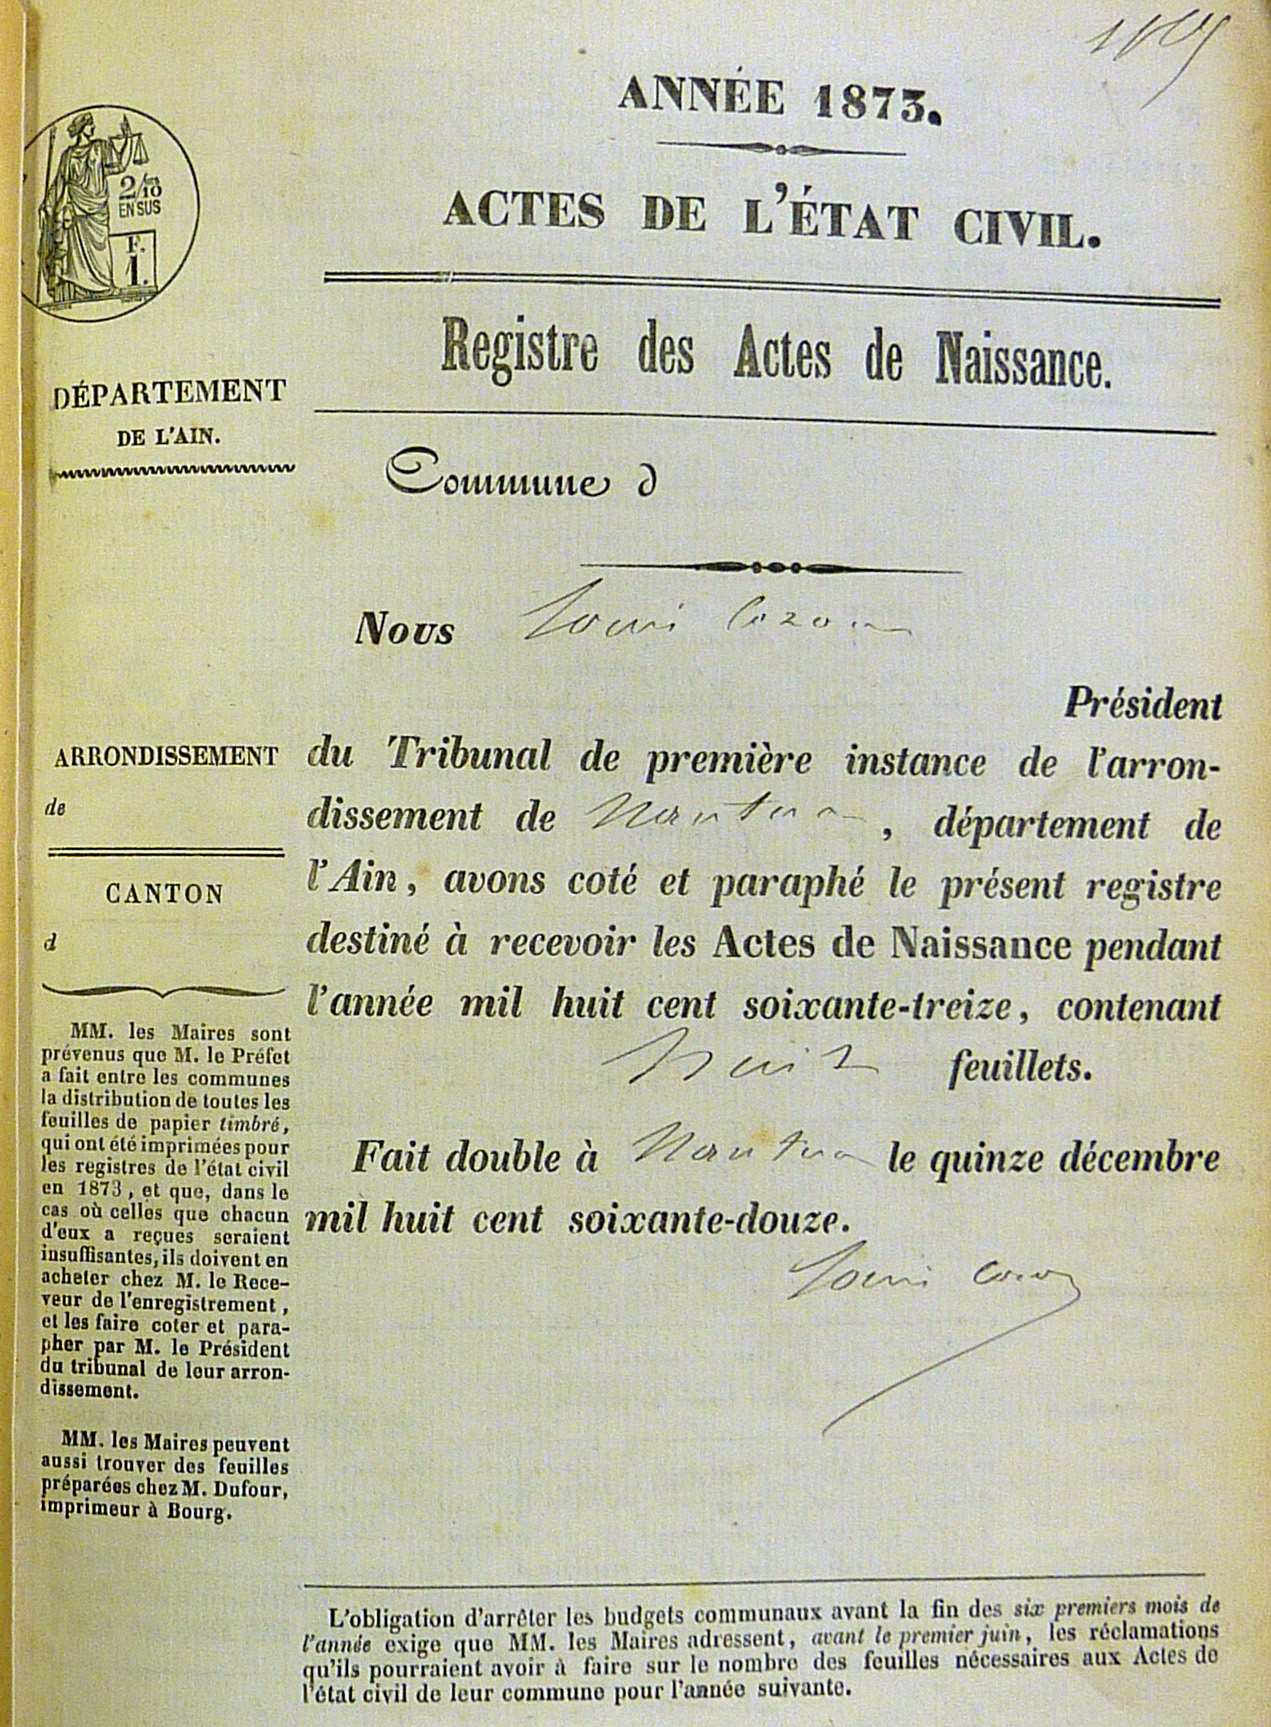 ANNÉE 1873.
ACTES DE L'ÉTAT CIVIL.
2/10
EN SUS
F.
1.
Registre des Actes de Naissance.
DÉPARTEMENT
DE L'AIN.
Commune d
Nous Louis Cozon
Président
du Tribunal de première instance de l'arron-
dissement de Nantua, département de
l'Ain, avons coté et paraphé le présent registre
destiné à recevoir les Actes de Naissance pendant
l'année mil huit cent soixante-treize, contenant
huit feuillets.
Fait double à Nantua le quinze décembre
mil huit cent soixante-douze.
Louis Cozon
ARRONDISSEMENT
de
CANTON
d
MM. les Maires sont
prévenus que M. le Préfet
a fait entre les communes
la distribution de toutes les
feuilles de papier timbré,
qui ont été imprimées pour
les registres de l'état civil
en 1873, et que, dans le
cas où celles que chacun
d'eux a reçues seraient
insuffisantes, ils doivent en
acheter chez M. le Rece-
veur de l'enregistrement,
et les faire coter et para-
pher par M. le Président
du tribunal de leur arron-
dissement.
MM. les Maires peuvent
aussi trouver des feuilles
préparées chez M. Dufour,
imprimeur à Bourg.
L'obligation d'arrêter les budgets communaux avant la fin des six premiers mois de
l'année exige que MM. les Maires adressent, avant le premier juin, les réclamations
qu'ils pourraient avoir à faire sur le nombre des feuilles nécessaires aux Actes de
l'état civil de leur commune pour l'année suivante.